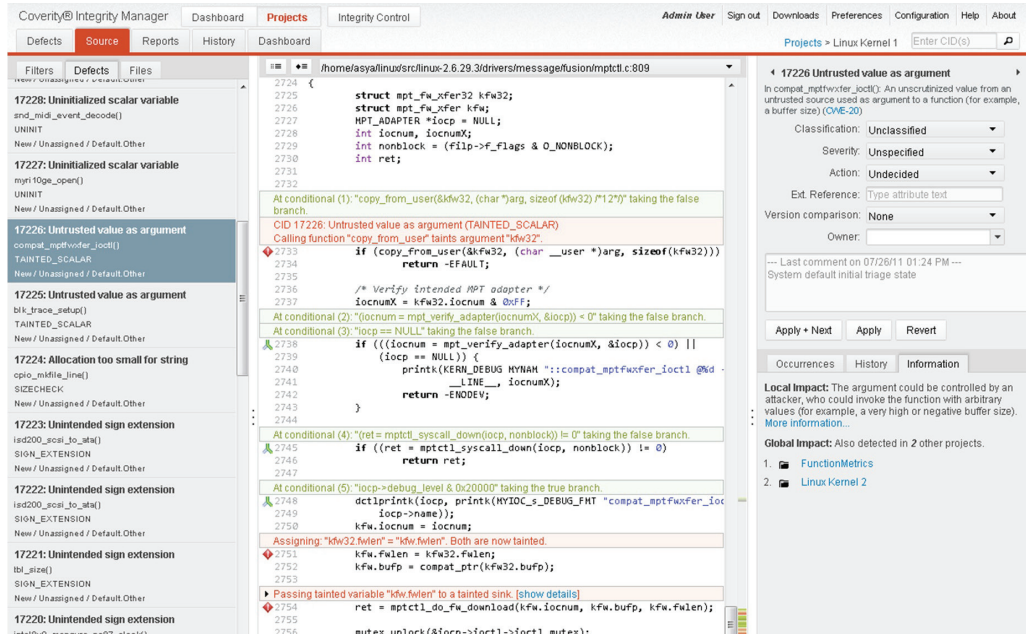 Coverity® Integrity Manager
Dashboard
Projects
Integrity Control
Admin User Sign out Downloads Preferences Configuration Help About
Defects
Source
Reports
History
Dashboard
Projects > Linux Kernel 1
Enter CID(s)
Filters
Defects
Files
17228: Uninitialized scalar variable
snd_midi_event_decode()
UNINIT
New / Unassigned / Default.Other
17227: Uninitialized scalar variable
myri10ge_open()
UNINIT
New / Unassigned / Default.Other
17226: Untrusted value as argument
compat_mptfwxfer_ioctl()
TAINTED_SCALAR
New / Unassigned / Default.Other
17225: Untrusted value as argument
blk_trace_setup()
TAINTED_SCALAR
New / Unassigned / Default.Other
17224: Allocation too small for string
cpio_mkfile_line()
SIZECHECK
New / Unassigned / Default.Other
17223: Unintended sign extension
isd200_scsi_to_ata()
SIGN_EXTENSION
New / Unassigned / Default.Other
17222: Unintended sign extension
isd200_scsi_to_ata()
SIGN_EXTENSION
New / Unassigned / Default.Other
17221: Unintended sign extension
tbl_size()
SIGN_EXTENSION
New / Unassigned / Default.Other
17220: Unintended sign extension
/home/asya/linux/src/linux-2.6.29.3/drivers/message/fusion/mptctl.c:809
2724 {
2725 struct mpt_fw_xfer32 kfw32;
2726 struct mpt_fw_xfer kfw;
2727 MPT_ADAPTER *iocp = NULL;
2728 int iocnum, iocnumX;
2729 int nonblock = (filp->f_flags & O_NONBLOCK);
2730 int ret;
2731
2732
At conditional (1): "copy_from_user(&kfw32, (char *)arg, sizeof (kfw32) /*12*/)" taking the false
branch.
CID 17226: Untrusted value as argument (TAINTED_SCALAR)
Calling function "copy_from_user" taints argument "kfw32".
2733 if (copy_from_user(&kfw32, (char __user *)arg, sizeof(kfw32)))
2734 return -EFAULT;
2735
2736 /* Verify intended MPT adapter */
2737 iocnumX = kfw32.iocnum & 0xFF;
At conditional (2): "(iocnum = mpt_verify_adapter(iocnumX, &iocp)) < 0" taking the false branch.
At conditional (3): "iocp == NULL" taking the false branch.
2738 if (((iocnum = mpt_verify_adapter(iocnumX, &iocp)) < 0) ||
2739 (iocp == NULL)) {
2740 printk(KERN_DEBUG MYNAM "::compat_mptfwxfer_ioctl @%d -
2741 __LINE__, iocnumX);
2742 return -ENODEV;
2743 }
2744
At conditional (4): "(ret = mptctl_syscall_down(iocp, nonblock)) != 0" taking the false branch.
2745 if ((ret = mptctl_syscall_down(iocp, nonblock)) != 0)
2746 return ret;
2747
At conditional (5): "iocp->debug_level & 0x20000" taking the true branch.
2748 dctlprintk(iocp, printk(MYIOC_s_DEBUG_FMT "compat_mptfwxfer_ioc
2749 iocp->name));
2750 kfw.iocnum = iocnum;
Assigning: "kfw32.fwlen" = "kfw.fwlen". Both are now tainted.
2751 kfw.fwlen = kfw32.fwlen;
2752 kfw.bufp = compat_ptr(kfw32.bufp);
2753
Passing tainted variable "kfw.fwlen" to a tainted sink. [show details]
2754 ret = mptctl_do_fw_download(kfw.iocnum, kfw.bufp, kfw.fwlen);
2755
2756 mutex_unlock(&iocp->ioctl->ioctl_mutex);
17226 Untrusted value as argument
In compat_mptfwxfer_ioctl(): An unscrutinized value from an
untrusted source used as argument to a function (for example,
a buffer size) (CWE-20)
Classification: Unclassified
Severity: Unspecified
Action: Undecided
Ext. Reference: Type attribute text
Version comparison: None
Owner:
--- Last comment on 07/26/11 01:24 PM ---
System default initial triage state
Apply + Next
Apply
Revert
Occurrences
History
Information
Local Impact: The argument could be controlled by an
attacker, who could invoke the function with arbitrary
values (for example, a very high or negative buffer size).
More information...
Global Impact: Also detected in 2 other projects.
1. FunctionMetrics
2. Linux Kernel 2